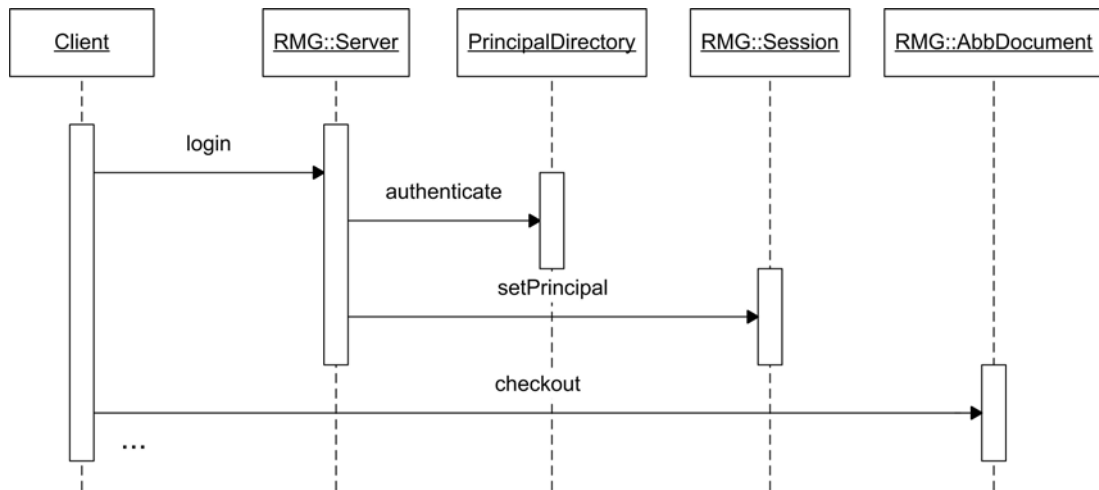 Client
RMG::Server
PrincipalDirectory
RMG::Session
RMG::AbbDocument
login
authenticate
setPrincipal
checkout
...